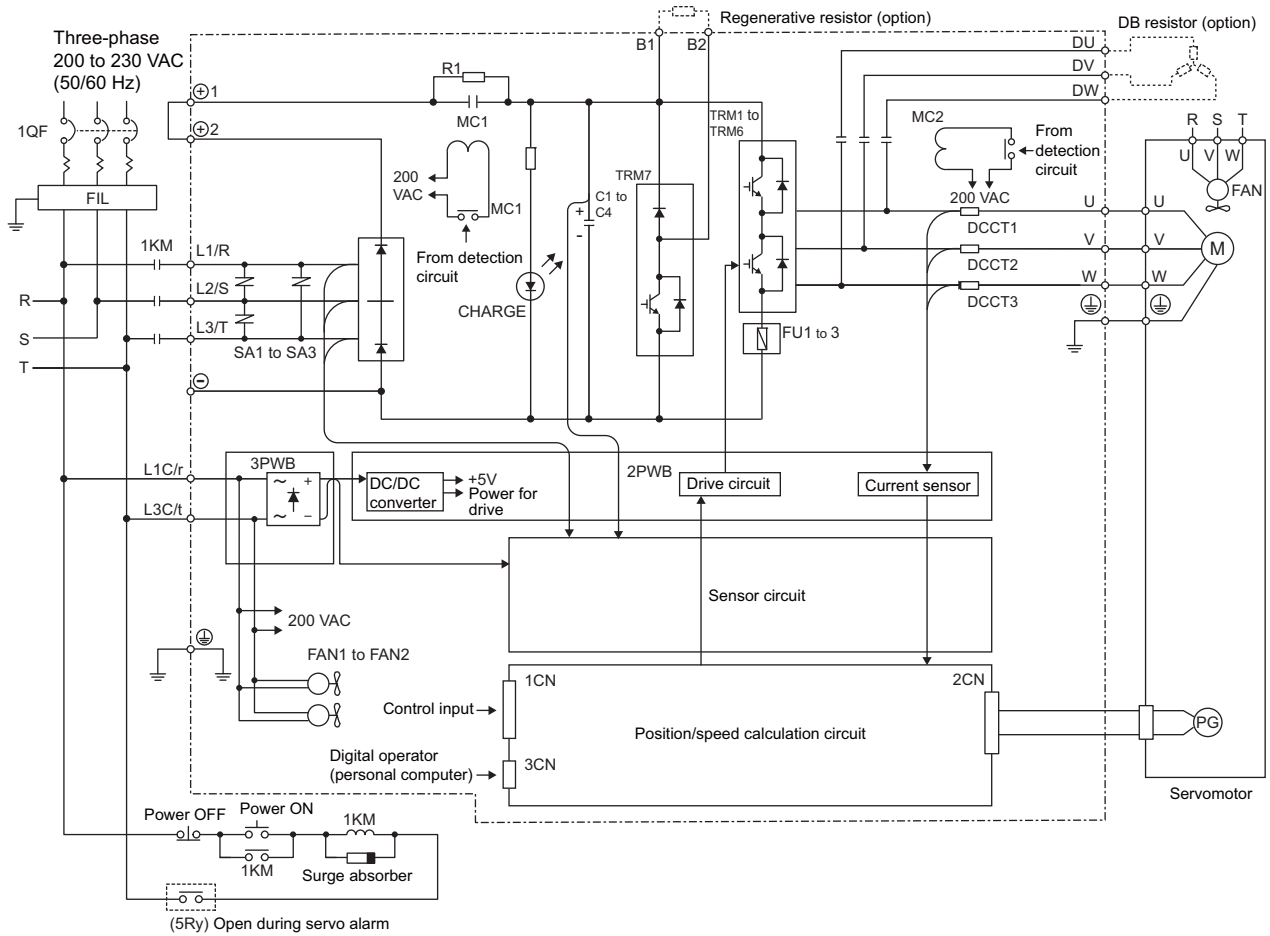 Regenerative resistor (option)
DB resistor (option)
Three-phase
200 to 230 VAC
(50/60 Hz)
B1
B2
DU
DV
DW
R1
+1
MC1
+2
1QF
TRM1 to
TRM6
MC2
From
detection
circuit
R S T
U V W
FAN
200
VAC
MC1
From detection
circuit
TRM7
C1 to
C4
+
-
200 VAC
FIL
1KM
L1/R
L2/S
L3/T
SA1 to SA3
CHARGE
U
U
DCCT1
V
V
DCCT2
W
W
DCCT3
M
FU1 to 3
R
S
T
−
L1C/r
L3C/t
3PWB
~ +
~ −
DC/DC
converter
+5V
Power for
drive
2PWB
Drive circuit
Current sensor
Sensor circuit
200 VAC
FAN1 to FAN2
1CN
2CN
Control input
Position/speed calculation circuit
PG
Digital operator
(personal computer)
3CN
Servomotor
Power OFF
Power ON
1KM
1KM
Surge absorber
(5Ry) Open during servo alarm